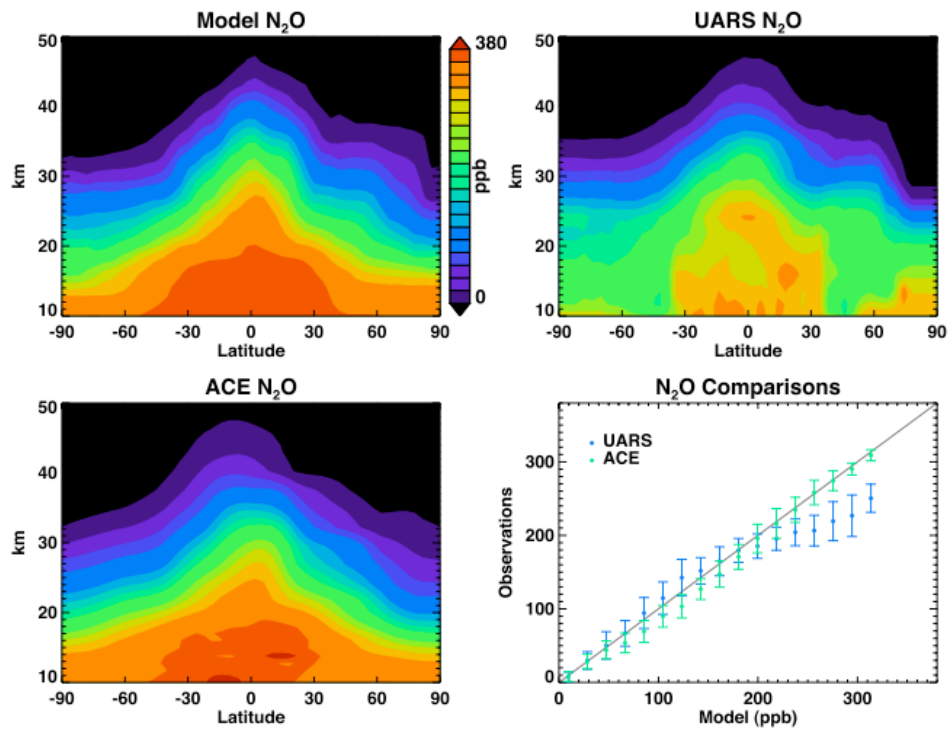 Model N₂O
50
40
30
20
10
km
-90 -60 -30 0 30 60 90
Latitude
380
ppb
0
UARS N₂O
50
40
30
20
10
km
-90 -60 -30 0 30 60 90
Latitude
ACE N₂O
50
40
30
20
10
km
-90 -60 -30 0 30 60 90
Latitude
N₂O Comparisons
UARS
ACE
300
200
100
0
Observations
0 100 200 300
Model (ppb)